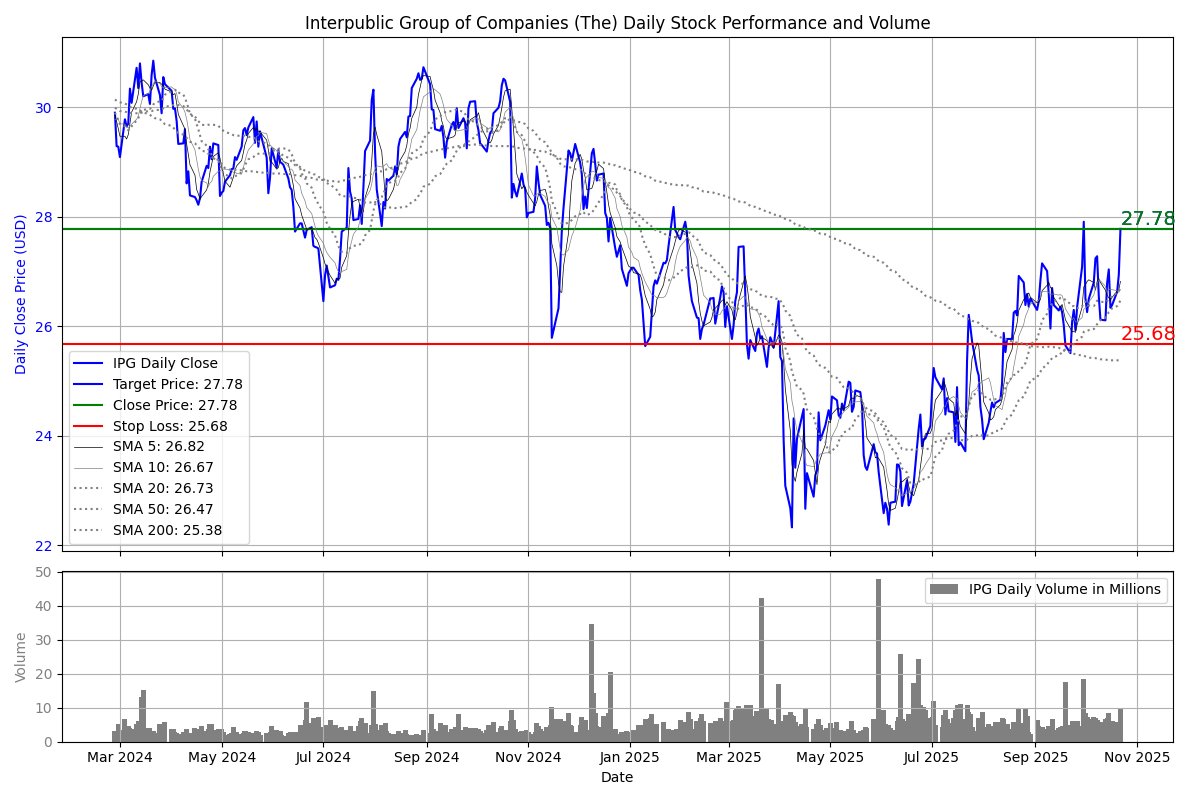 Interpublic Group of Companies (The) Daily Stock Performance and Volume
Daily Close Price (USD)
30
28
26
24
22
27.78
25.68
IPG Daily Close
Target Price: 27.78
Close Price: 27.78
Stop Loss: 25.68
SMA 5: 26.82
SMA 10: 26.67
SMA 20: 26.73
SMA 50: 26.47
SMA 200: 25.38
Volume
50
40
30
20
10
0
IPG Daily Volume in Millions
Mar 2024 May 2024 Jul 2024 Sep 2024 Nov 2024 Jan 2025 Mar 2025 May 2025 Jul 2025 Sep 2025 Nov 2025
Date